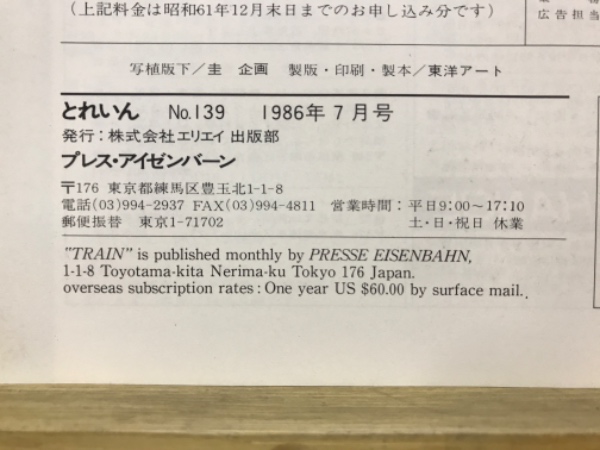 (上記料金は昭和61年12月末日までのお申し込み分です)
広告担当
写植版下/圭 企画 製版・印刷・製本/東洋アート
とれいん No.139 1986年7月号
発行:株式会社エリエイ出版部
プレス・アイゼンバーン
〒176 東京都練馬区豊玉北1-1-8
電話(03)994-2937 FAX(03)994-4811 営業時間:平日9:00〜17:10
郵便振替 東京1-71702 土・日・祝日 休業
"TRAIN" is published monthly by PRESSE EISENBAHN,
1-1-8 Toyotama-kita Nerima-ku Tokyo 176 Japan.
overseas subscription rates: One year US $60.00 by surface mail.